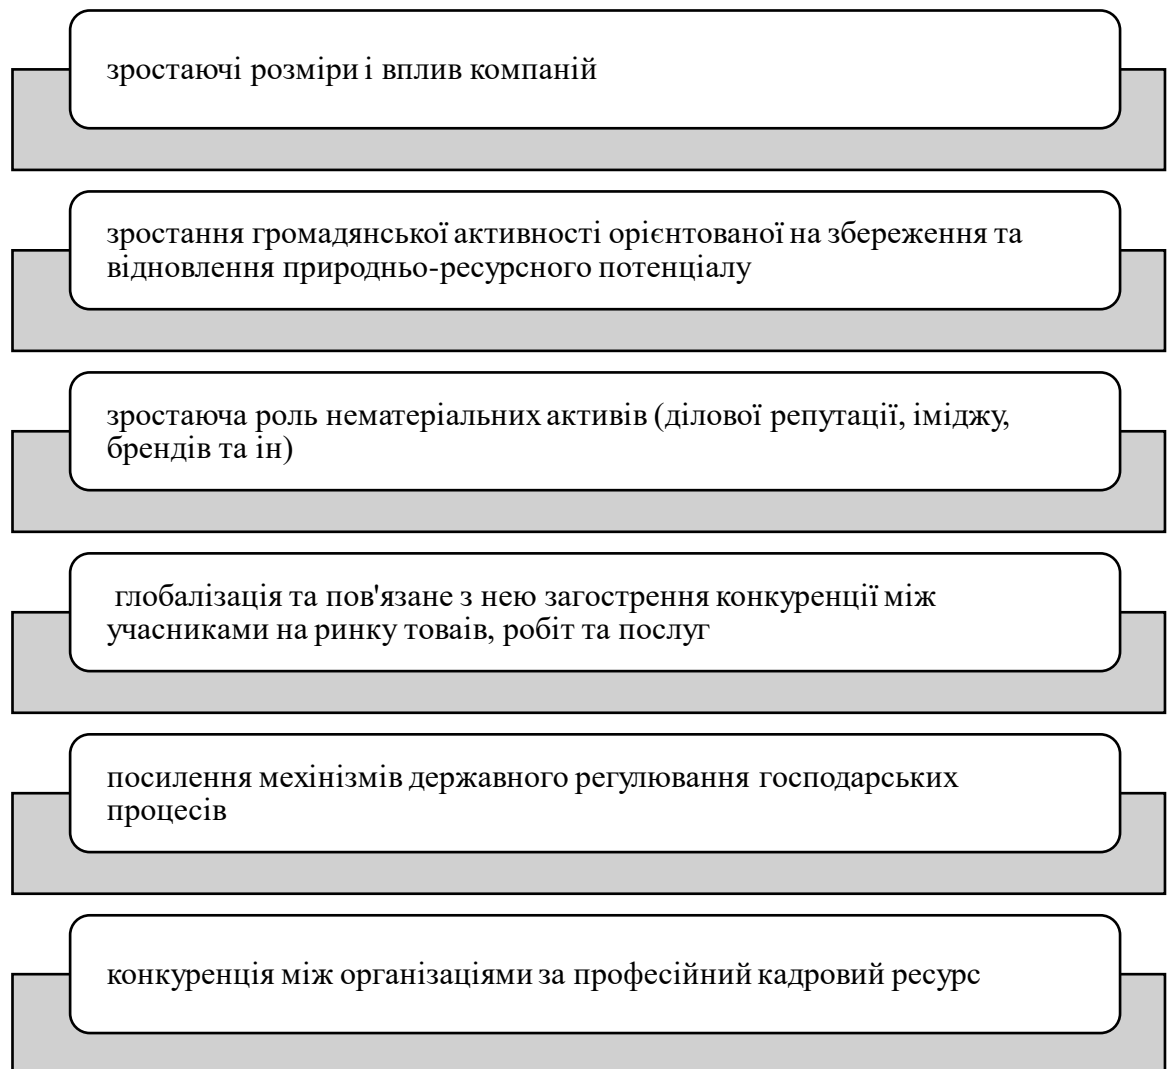 зростаючі розміри і вплив компаній
зростання громадянської активності орієнтованої на збереження та
відновлення природньо-ресурсного потенціалу
зростаюча роль нематеріальних активів (ділової репутації, іміджу,
брендів та ін)
глобалізація та пов'язане з нею загострення конкуренції між
учасниками на ринку товаів, робіт та послуг
посилення мехінізмів державного регулювання господарських
процесів
конкуренція між організаціями за професійний кадровий ресурс